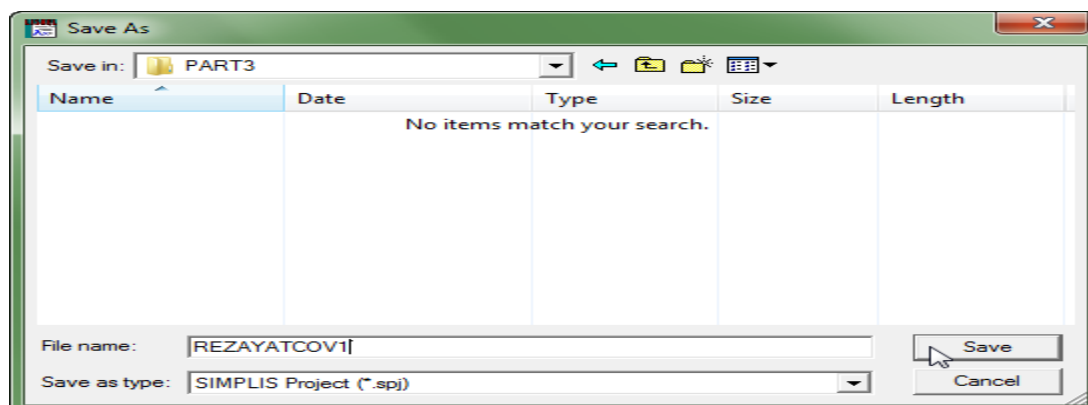 Save As
Save in: PART3
Name Date Type Size Length
No items match your search.
File name: REZAYATCOV1 Save
Save as type: SIMPLIS Project (*.spj) Cancel